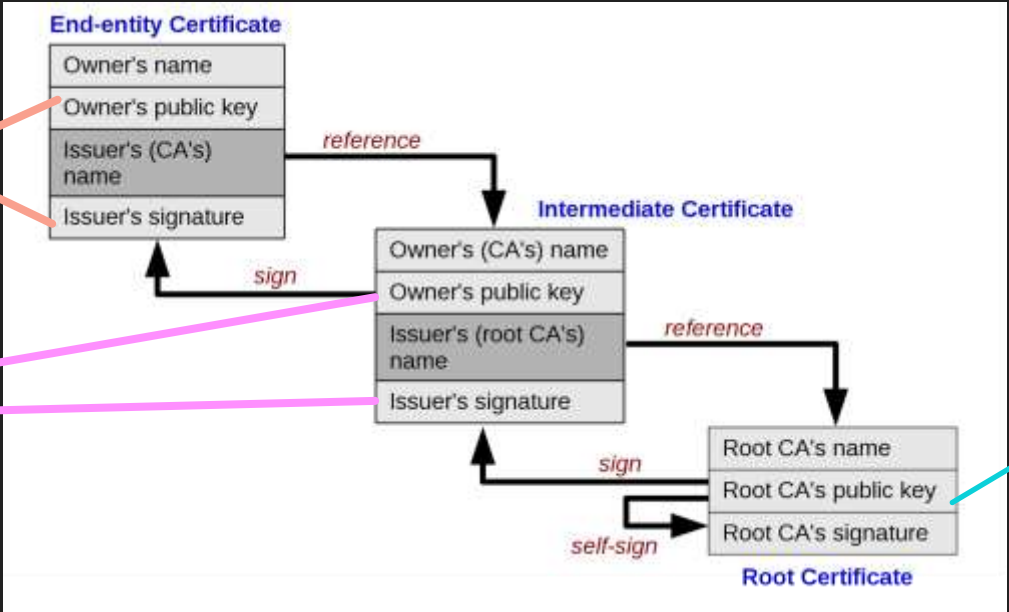 End-entity Certificate
Owner's name
Owner's public key
Issuer's (CA's)
name
Issuer's signature
reference
sign
Intermediate Certificate
Owner's (CA's) name
Owner's public key
Issuer's (root CA's)
name
Issuer's signature
reference
sign
self-sign
Root CA's name
Root CA's public key
Root CA's signature
Root Certificate